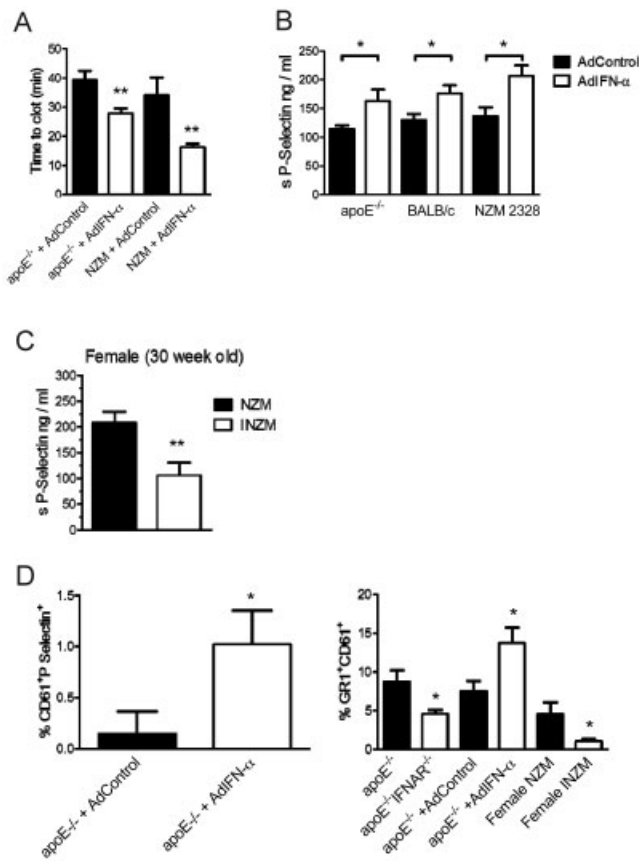 A
Time to clot (min)
50
40
30
20
10
0
**
**
apoE-/- + AdControl
apoE-/- + AdIFN-α
NZM + AdControl
NZM + AdIFN-α
B
s P-Selectin ng / ml
250
200
150
100
50
0
*
*
*
AdControl
AdIFN-α
apoE-/-
BALB/c
NZM 2328
C
Female (30 week old)
s P-Selectin ng / ml
300
250
200
150
100
50
0
**
NZM
INZM
D
% CD61+P Selectin+
1.5
1.0
0.5
0.0
*
apoE-/- + AdControl
apoE-/- + AdIFN-α
% GR1+CD61+
20
15
10
5
0
*
*
*
apoE-/-
apoE-/-IFNAR-/-
apoE-/- +AdControl
apoE-/- +AdIFN-α
Female NZM
Female INZM